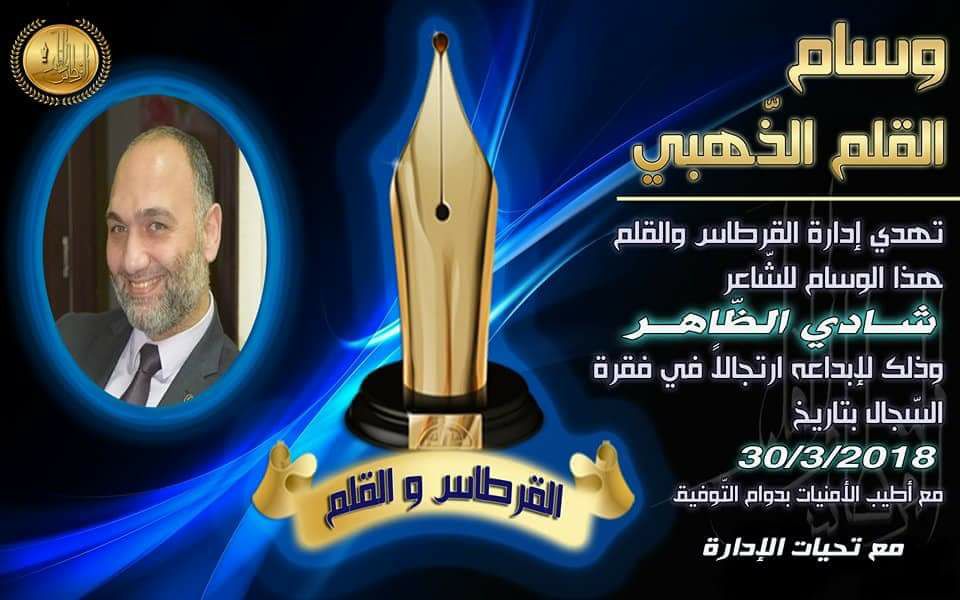 وسام
القلم الذّهبي
تهدي إدارة القرطاس والقلم
هذا الوسام للشّاعر
شادي الظّاهر
وذلك لإبداعه ارتجالاً في فقرة
السّجال بتاريخ
30/3/2018
مع أطيب الأمنيات بدوام التّوفيق
مع تحيات الإدارة
القرطاس و القلم